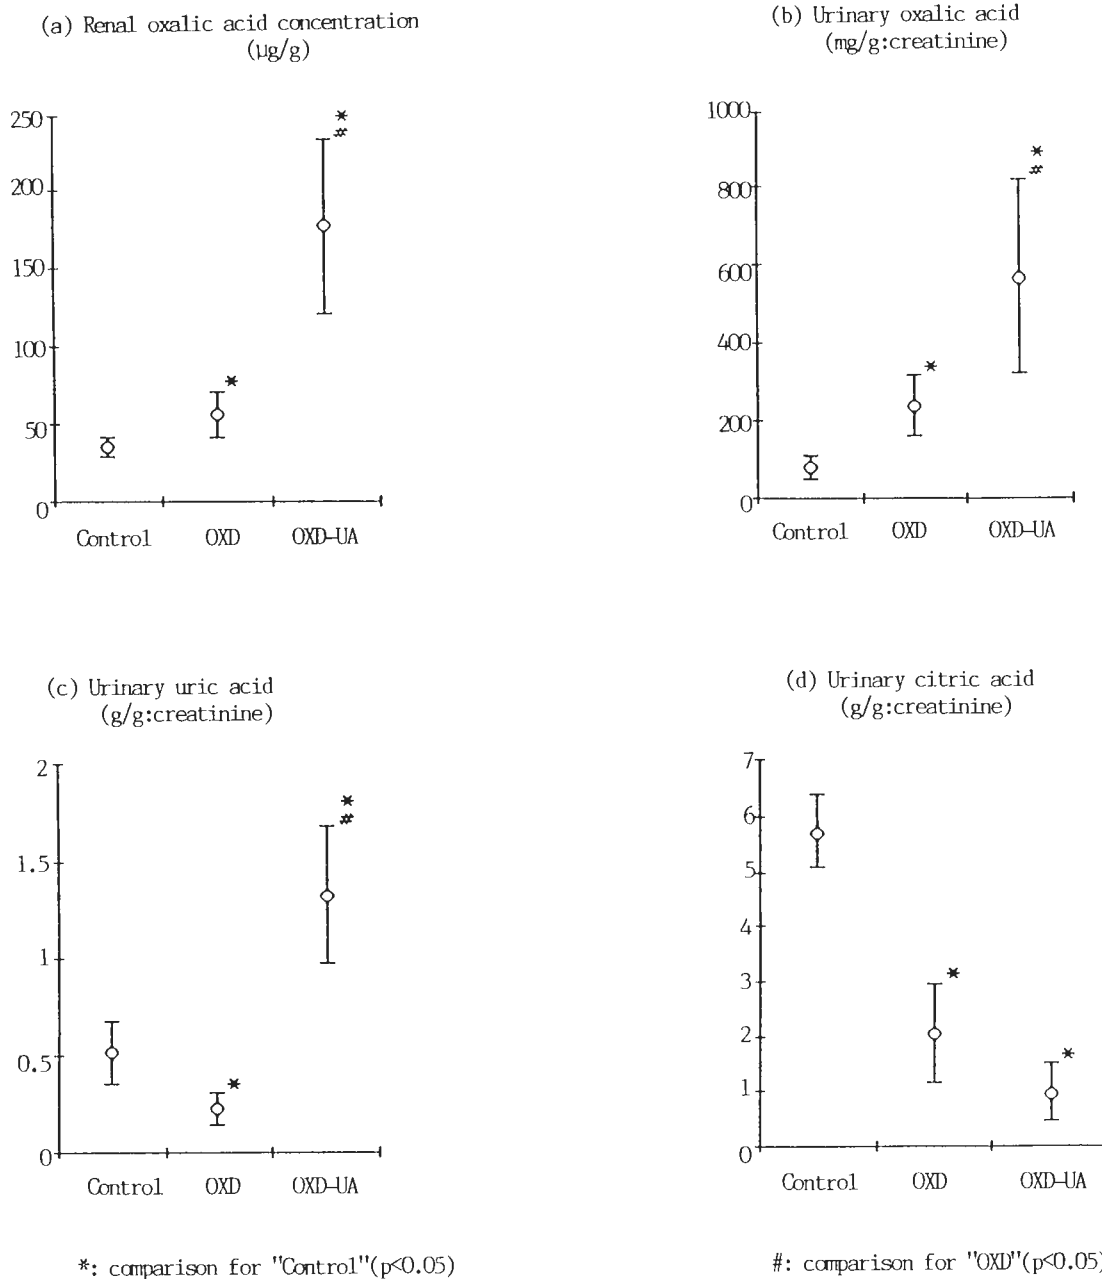 (a) Renal oxalic acid concentration
(µg/g)
250
*
#
200
150
100
*
50
0
Control OXD OXD-UA
(b) Urinary oxalic acid
(mg/g:creatinine)
1000
*
#
800
600
400
*
200
0
Control OXD OXD-UA
(c) Urinary uric acid
(g/g:creatinine)
2
*
#
1.5
1
0.5
*
0
Control OXD OXD-UA
(d) Urinary citric acid
(g/g:creatinine)
7
6
5
4
3
*
2
*
1
0
Control OXD OXD-UA
*: comparison for "Control"(p<0.05)
#: comparison for "OXD"(p<0.05)